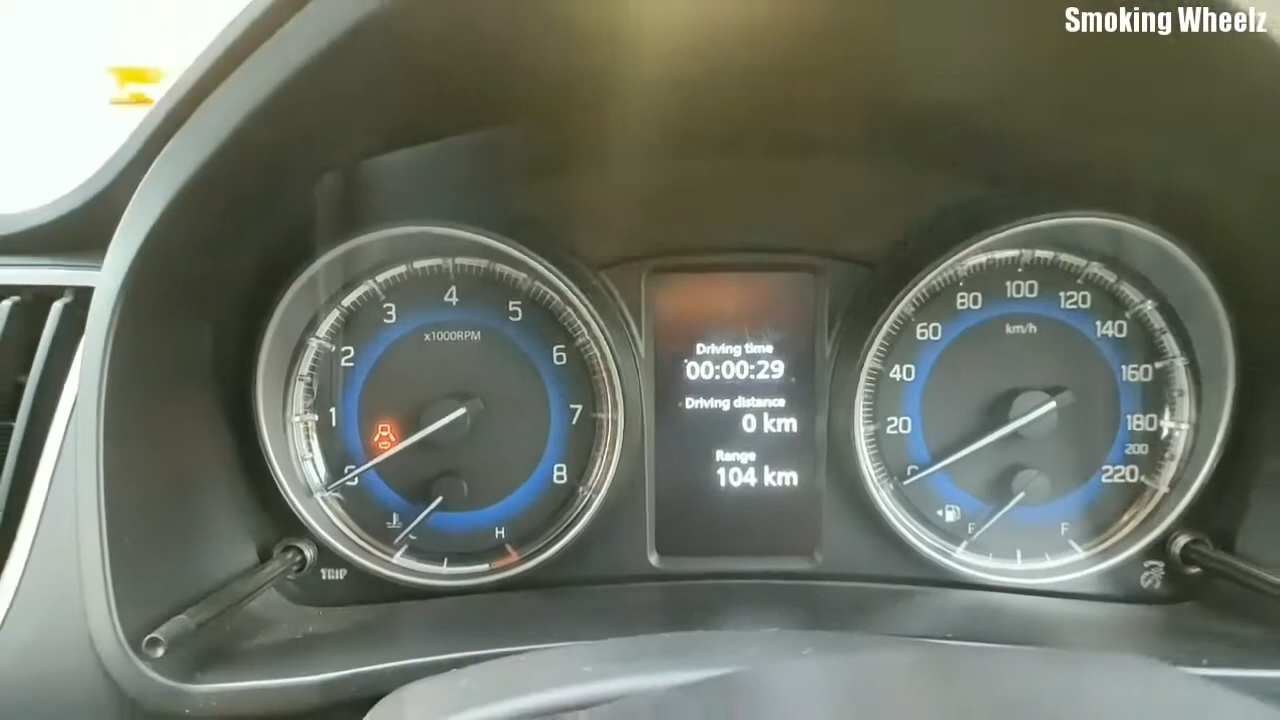 Smoking Wheelz
4
3
5
x1000RPM
2
6
1
7
0
8
H
TRIP
Driving time
00:00:29
Driving distance
0 km
Range
104 km
100
80
120
km/h
60
140
40
160
20
180
200
220
E
F